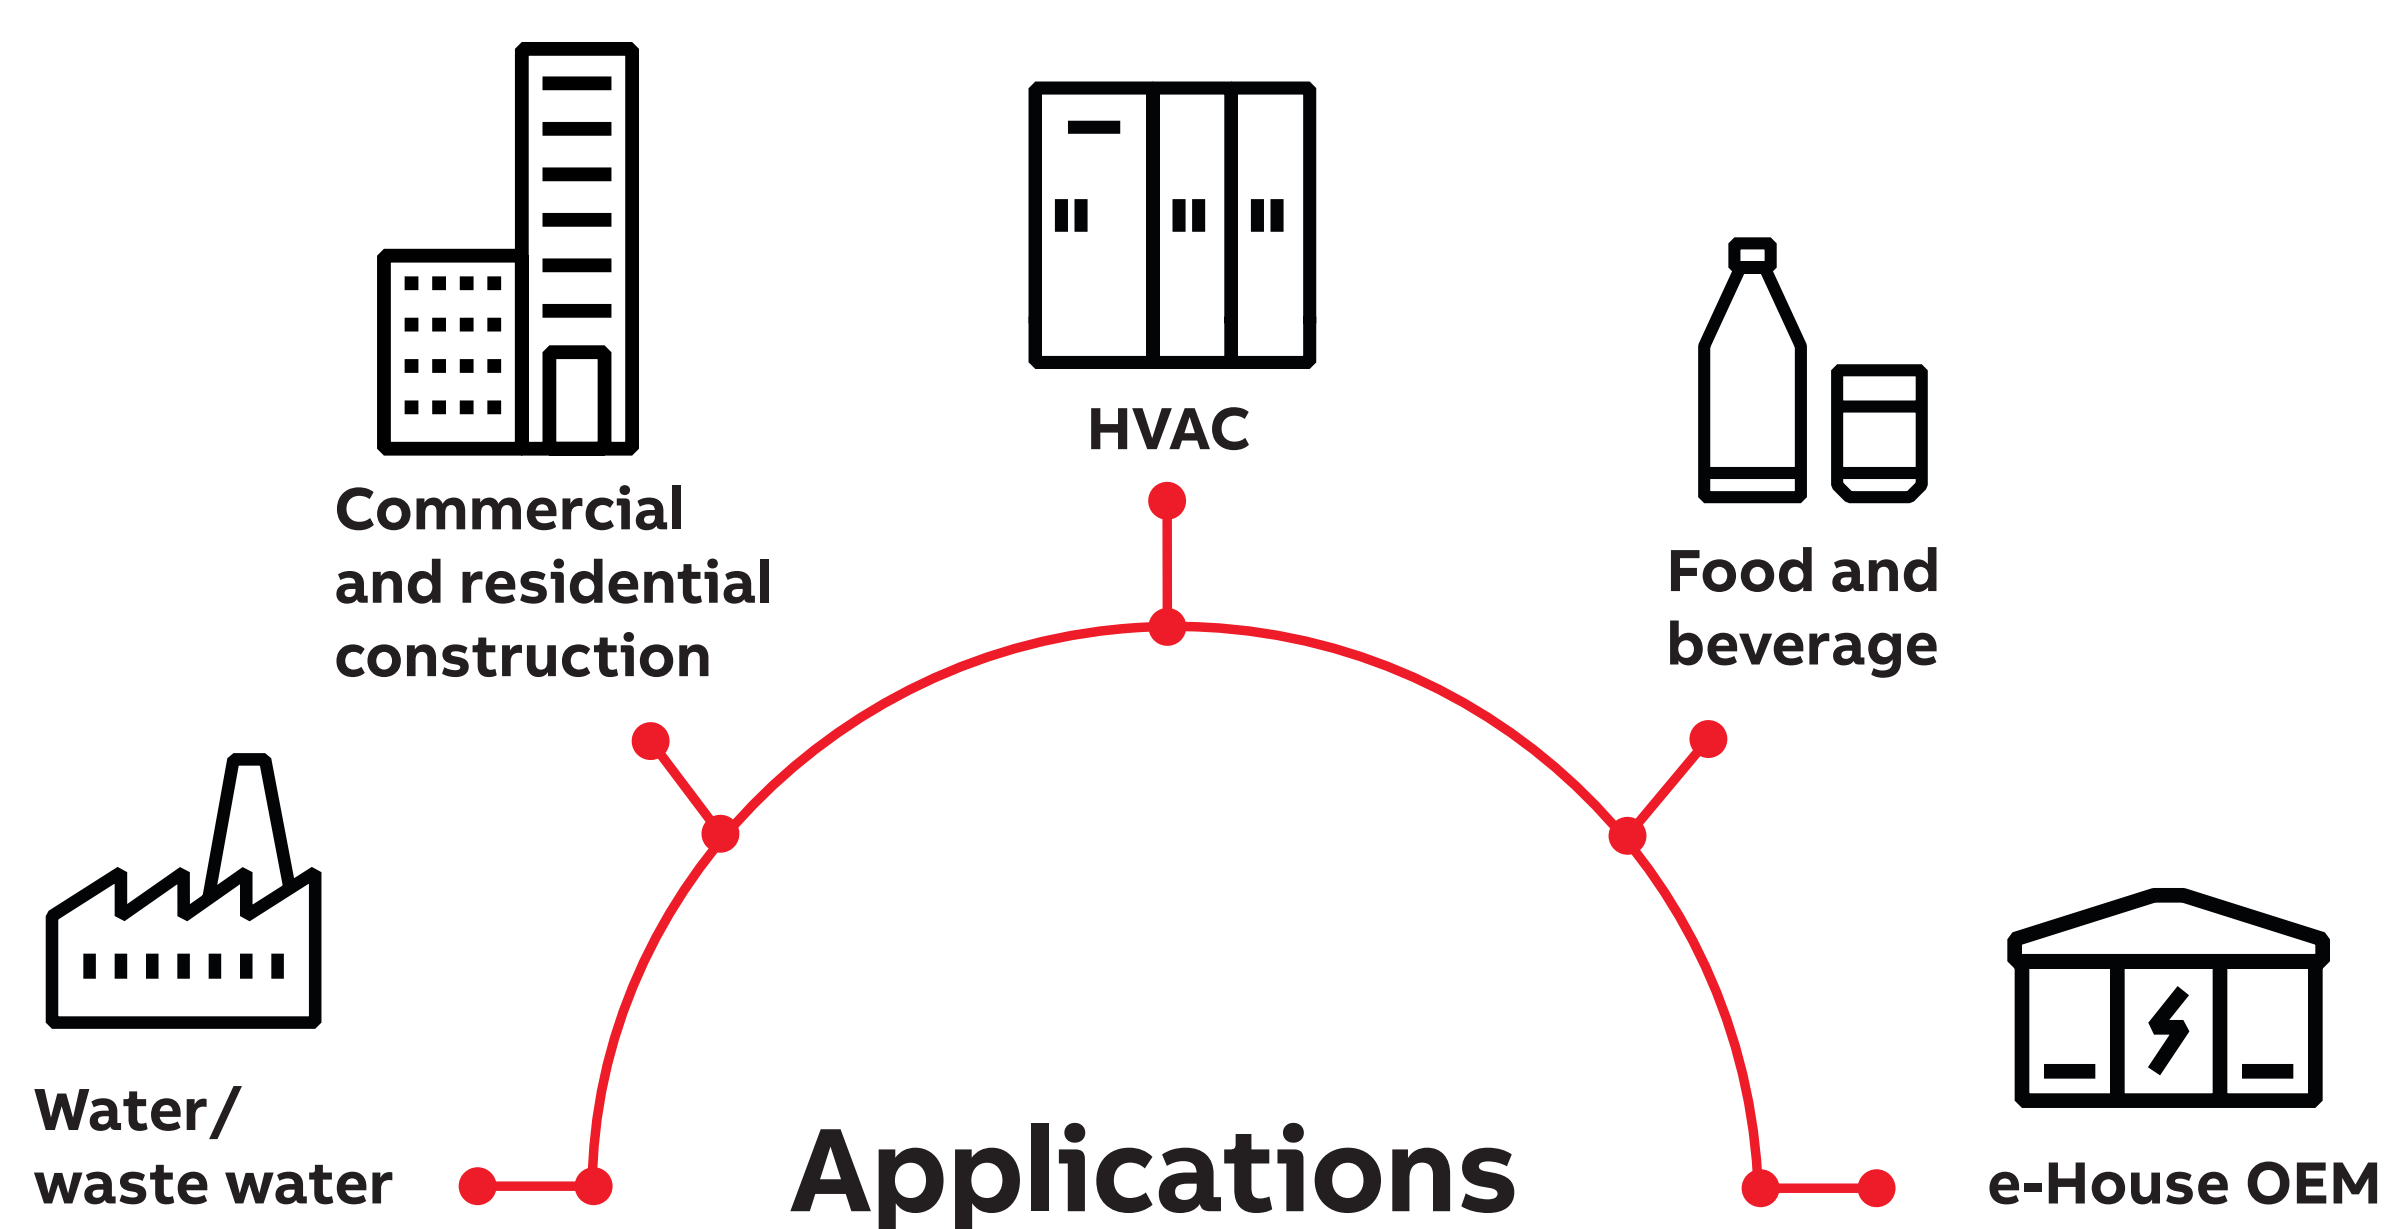 HVAC
Commercial
and residential
construction
Food and
beverage
Water/
waste water
Applications
e-House OEM